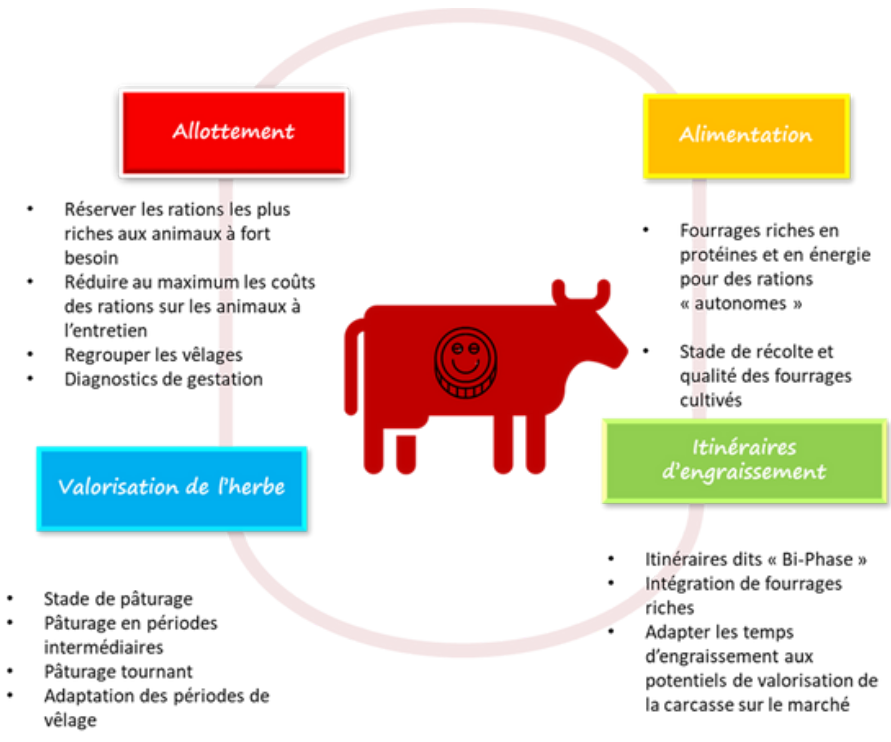 Allottement
• Réserver les rations les plus
riches aux animaux à fort
besoin
• Réduire au maximum les coûts
des rations sur les animaux à
l'entretien
• Regrouper les vêlages
• Diagnostics de gestation
Alimentation
• Fourrages riches en
protéines et en énergie
pour des rations
« autonomes »
• Stade de récolte et
qualité des fourrages
cultivés
Valorisation de l'herbe
• Stade de pâturage
• Pâturage en périodes
intermédiaires
• Pâturage tournant
• Adaptation des périodes de
vêlage
Itinéraires
d'engraissement
• Itinéraires dits « Bi-Phase »
• Intégration de fourrages
riches
• Adapter les temps
d'engraissement aux
potentiels de valorisation de
la carcasse sur le marché